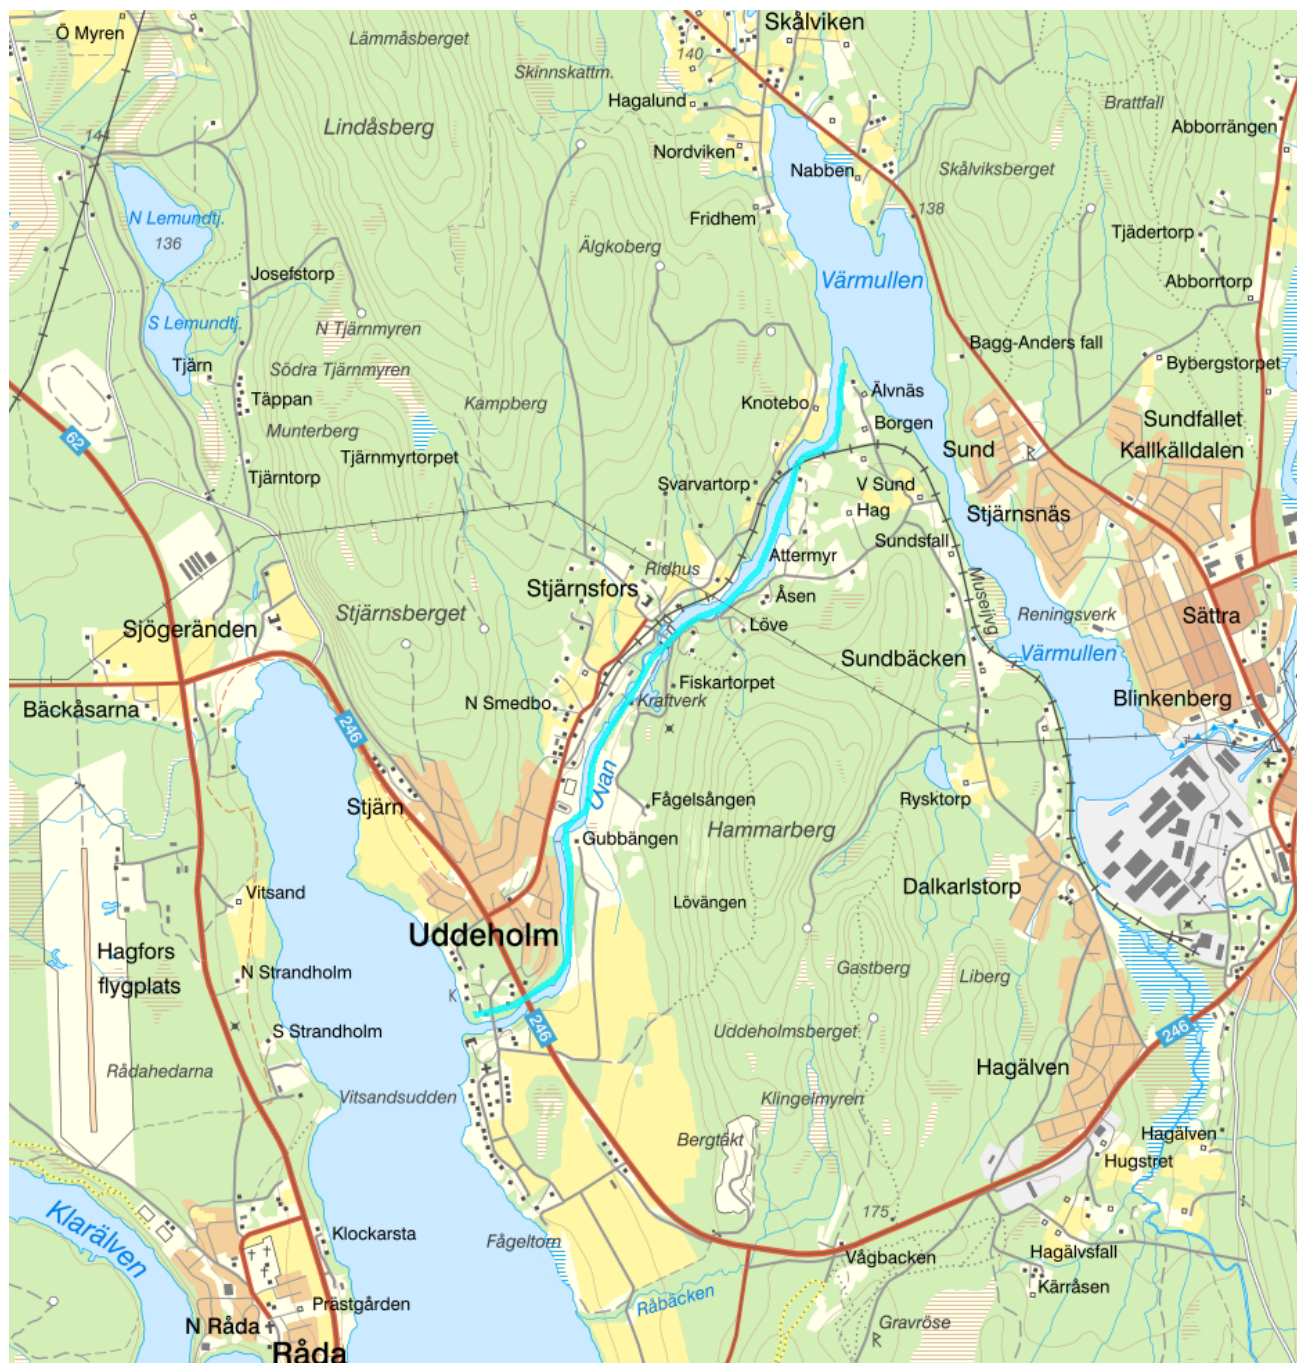 Skålviken
Ö Myren
Lämmåsberget
140
Skinnskattm.
Hagalund
Brattfall
Abborrängen
Lindåsberg
144
Nordviken
Nabben
Skålviksberget
N Lemundtj.
136
Fridhem
138
Älgkoberg
Tjädertorp
Josefstorp
Värmullen
Abborrtorp
S Lemundtj.
N Tjärnmyren
Bagg-Anders fall
Tjärn
Södra Tjärnmyren
Bybergstorpet
Täppan
Kampberg
Knotebo
Älvnäs
Munterberg
Borgen
Sundfallet
62
Tjärnmyrtorpet
Sund
Kallkälldalen
Tjärntorp
Svarvartorp
V Sund
Hag
Stjärnsnäs
Sundsfall
Attermyr
Ridhus
Stjärnsfors
Åsen
Museijvg
Stjärnsberget
Reningsverk
Sättra
Sjögeränden
Löve
Sundbäcken
Värmullen
Fiskartorpet
Bäckåsarna
N Smedbo
Kraftverk
Blinkenberg
246
Uvan
Stjärn
Fågelsången
Rysktorp
Gubbängen
Hammarberg
Vitsand
Lövängen
Dalkarlstorp
Uddeholm
Hagfors
flygplats
N Strandholm
Gastberg
Liberg
K
S Strandholm
246
Uddeholmsberget
246
Rådahedarna
Hagälven
Vitsandsudden
Klingelmyren
Bergtäkt
Hagälven
Hugstret
Klarälven
Klockarsta
Fågeltorn
175
Vågbacken
Hagälvsfall
Kärråsen
Prästgården
Råbäcken
N Råda
Gravröse
Råda